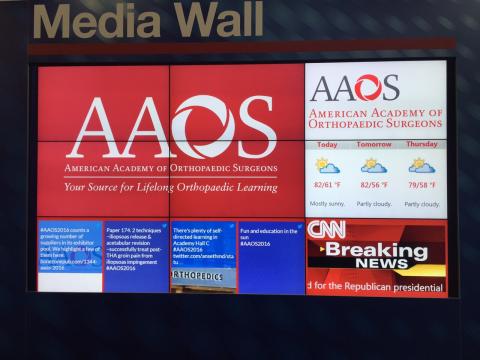 Media Wall
AAOS
American Academy of Orthopaedic Surgeons
Your Source for Lifelong Orthopaedic Learning
AAOS
American Academy of
Orthopaedic Surgeons
Today Tomorrow Thursday
82/61 °F 82/56 °F 79/58 °F
Mostly sunny. Partly cloudy. Partly cloudy.
#AAOS2016 counts a
growing number of
suppliers in its exhibitor
pool. We highlight a few of
them here:
Paper 174. 2 techniques
-iliopsoas release &
acetabular revision
-successfully treat post-
THA groin pain from
iliopsoas impingement
#AAOS2016
There's plenty of self-
directed learning in
Academy Hall C
#AAOS2016
tu
ORTHOPEDICS
Fun and education in the
sun
#AAOS2016
CNN
Breaking
NEWS
d for the Republican presidential